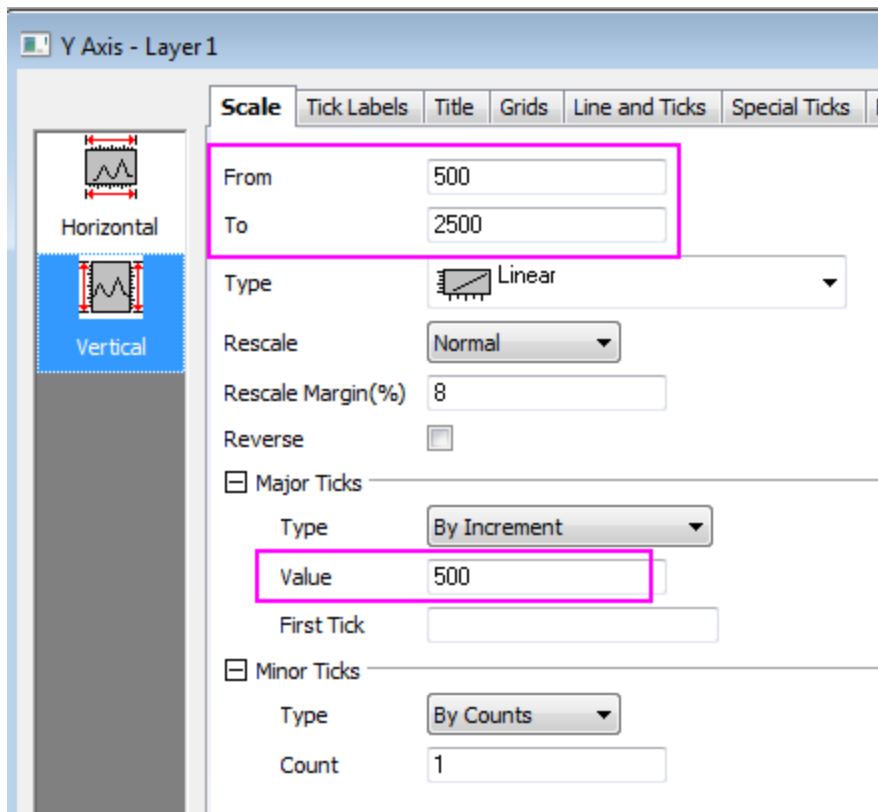 Y Axis - Layer 1
Scale Tick Labels Title Grids Line and Ticks Special Ticks
Horizontal
Vertical
From 500
To 2500
Type Linear
Rescale Normal
Rescale Margin(%) 8
Reverse
Major Ticks
Type By Increment
Value 500
First Tick
Minor Ticks
Type By Counts
Count 1